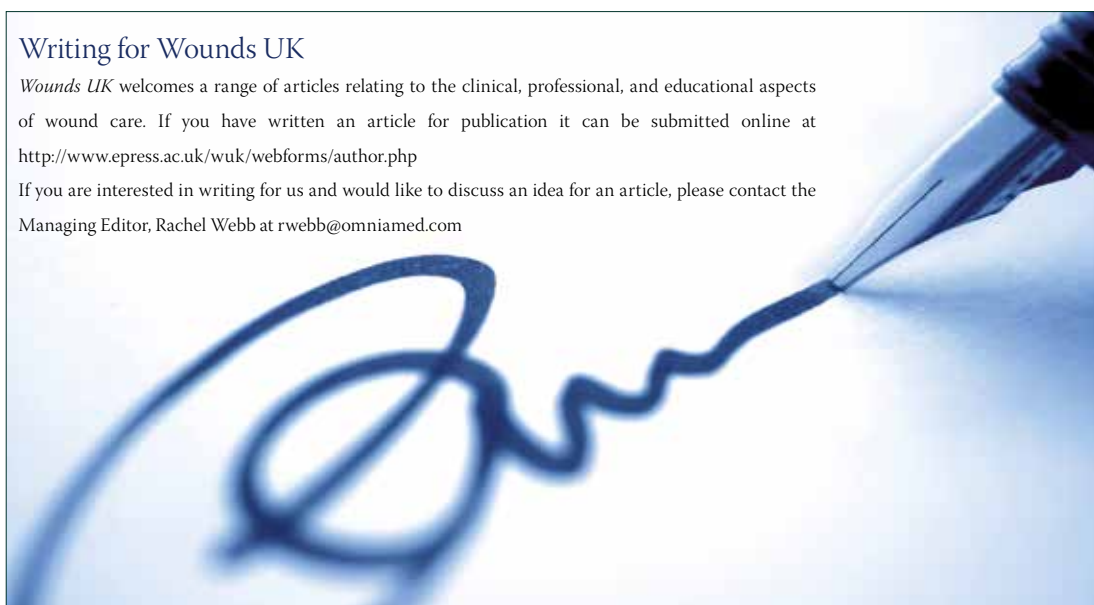 Writing for Wounds UK
Wounds UK welcomes a range of articles relating to the clinical, professional, and educational aspects
of wound care. If you have written an article for publication it can be submitted online at
http://www.epress.ac.uk/wuk/webforms/author.php
If you are interested in writing for us and would like to discuss an idea for an article, please contact the
Managing Editor, Rachel Webb at rwebb@omniamed.com